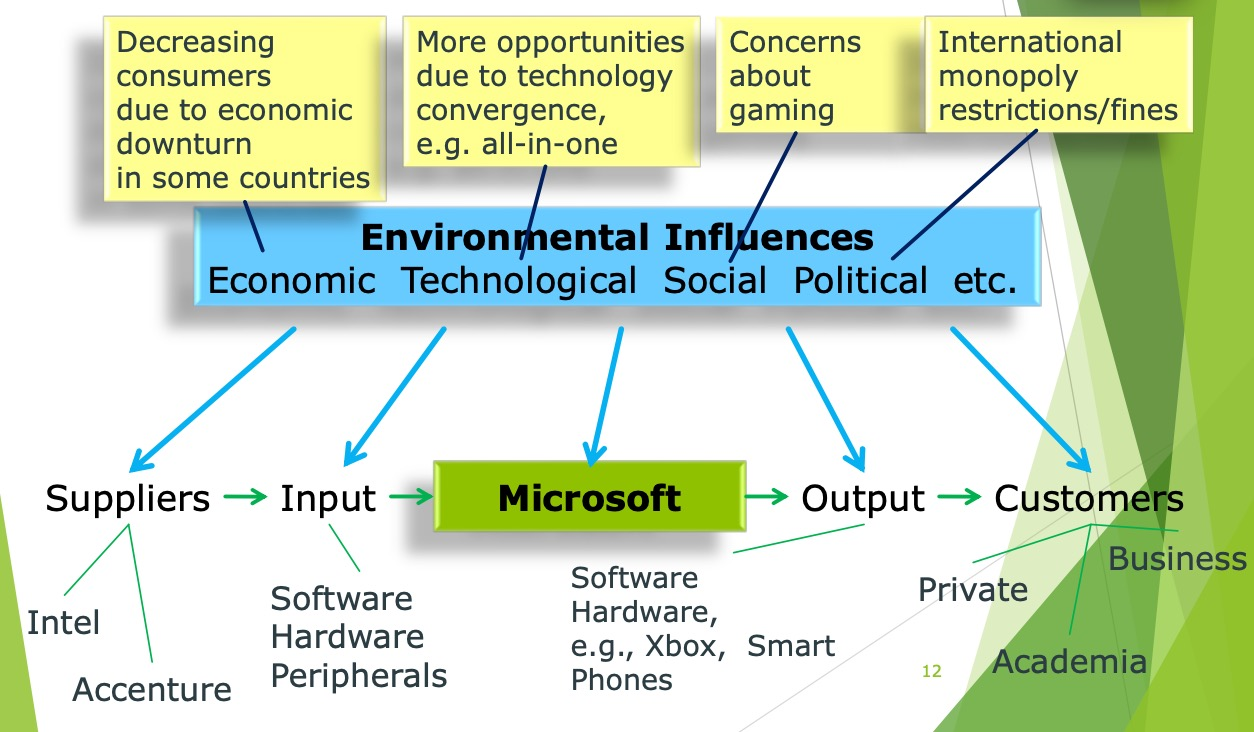 Decreasing
consumers
due to economic
downturn
in some countries
More opportunities
due to technology
convergence,
e.g. all-in-one
Concerns
about
gaming
International
monopoly
restrictions/fines
Environmental Influences
Economic Technological Social Political etc.
Suppliers
Input
Microsoft
Output
Customers
Intel
Accenture
Software
Hardware
Peripherals
Software
Hardware,
e.g., Xbox, Smart
Phones
Private
Business
Academia
12